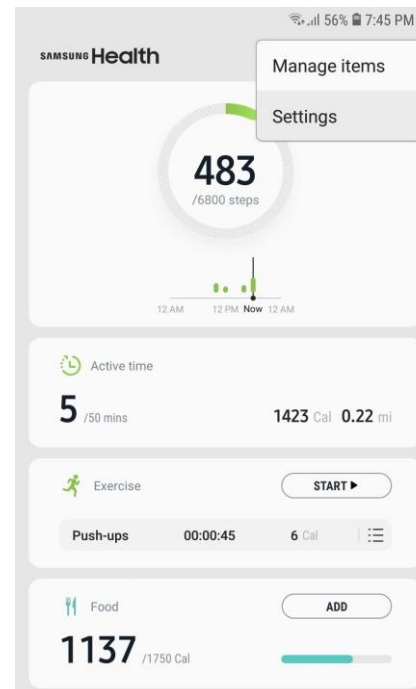 56% 7:45 PM
SAMSUNG Health
Manage items
Settings
483
/6800 steps
12 AM 12 PM Now 12 AM
Active time
5 /50 mins 1423 Cal 0.22 mi
Exercise START
Push-ups 00:00:45 6 Cal
Food ADD
1137 /1750 Cal